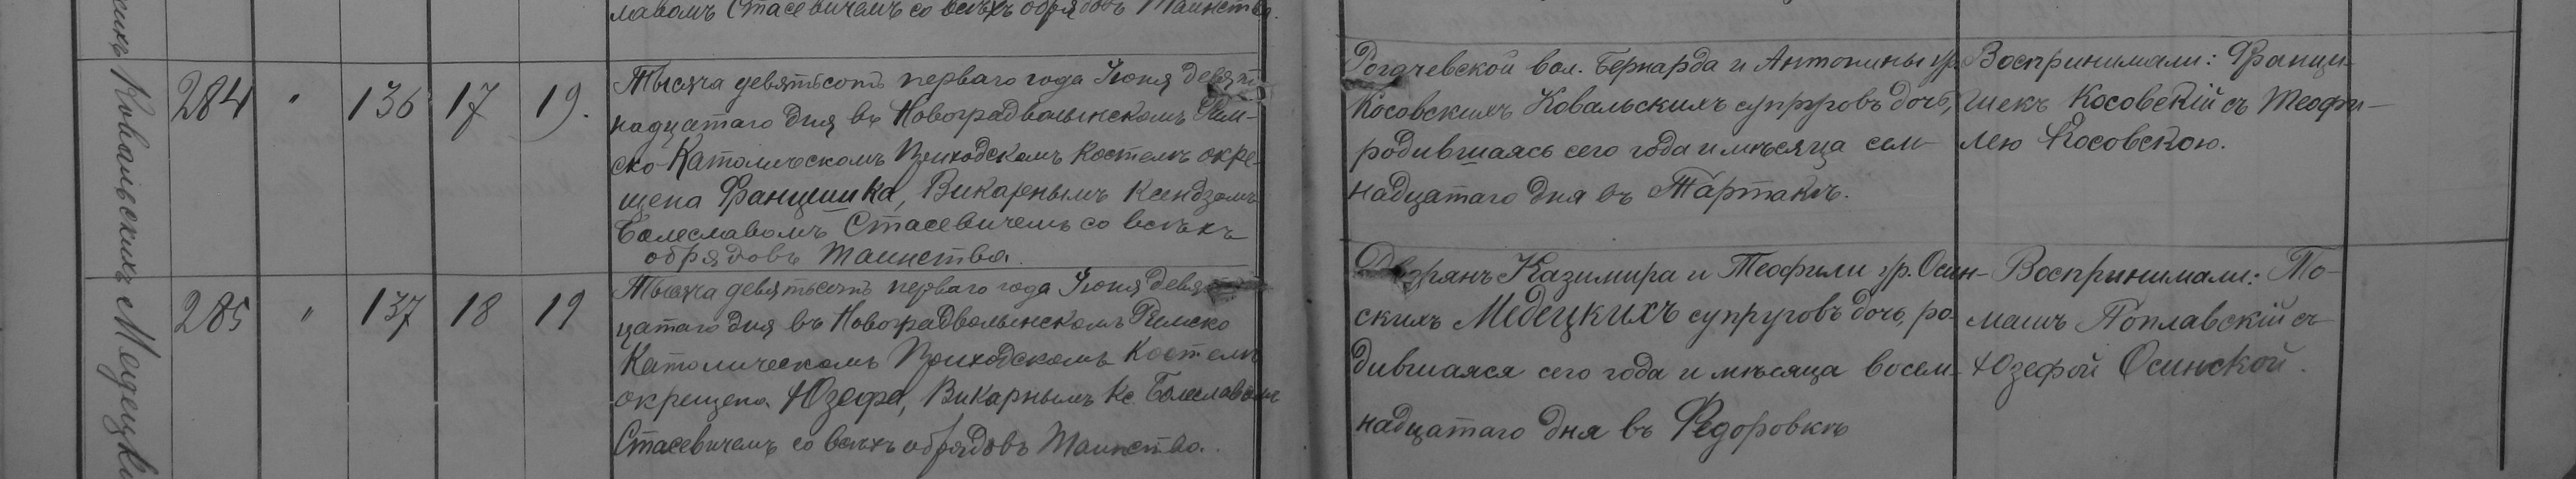 лавомъ Стасевичемъ со всѣхъ обрядовъ Таинства.
Ковальскихъ
284 " 136 17 19.
Тысяча девятьсотъ перваго года Іюня девят-
надцатаго дня въ Новоградволынскомъ Рим-
ско Католическомъ Приходскомъ Костелѣ окре-
щена Францишка, Викарнымъ Ксендзомъ
Болеславомъ Стасевичемъ со всѣхъ
обрядовъ Таинства.
Рогачевской вол. Бернарда и Антонины ур.
Косовскихъ Ковальскихъ супруговъ дочь,
родившаясь сего года и мѣсяца сем-
надцатаго дня въ Тартакѣ.
Воспринимали: Франци-
шекъ Косовскій съ Теофи-
лею Косовскою.
Медецки
285 " 137 18 19
Тысяча девятьсотъ перваго года Іюня девят
цатаго дня въ Новоградволынскомъ Римско
Католическомъ Приходскомъ Костелѣ
окрещена Юзефа, Викарнымъ Кс. Болеславомъ
Стасевичемъ со всѣхъ обрядовъ Таинства.
Дворянъ Казимира и Теофили ур. Осин-
скихъ Медецкихъ супруговъ дочь, ро-
дившаяся сего года и мѣсяца восем-
надцатаго дня въ Федоровкѣ
Воспринимали: То-
машъ Поплавскій съ
Юзефой Осинской.